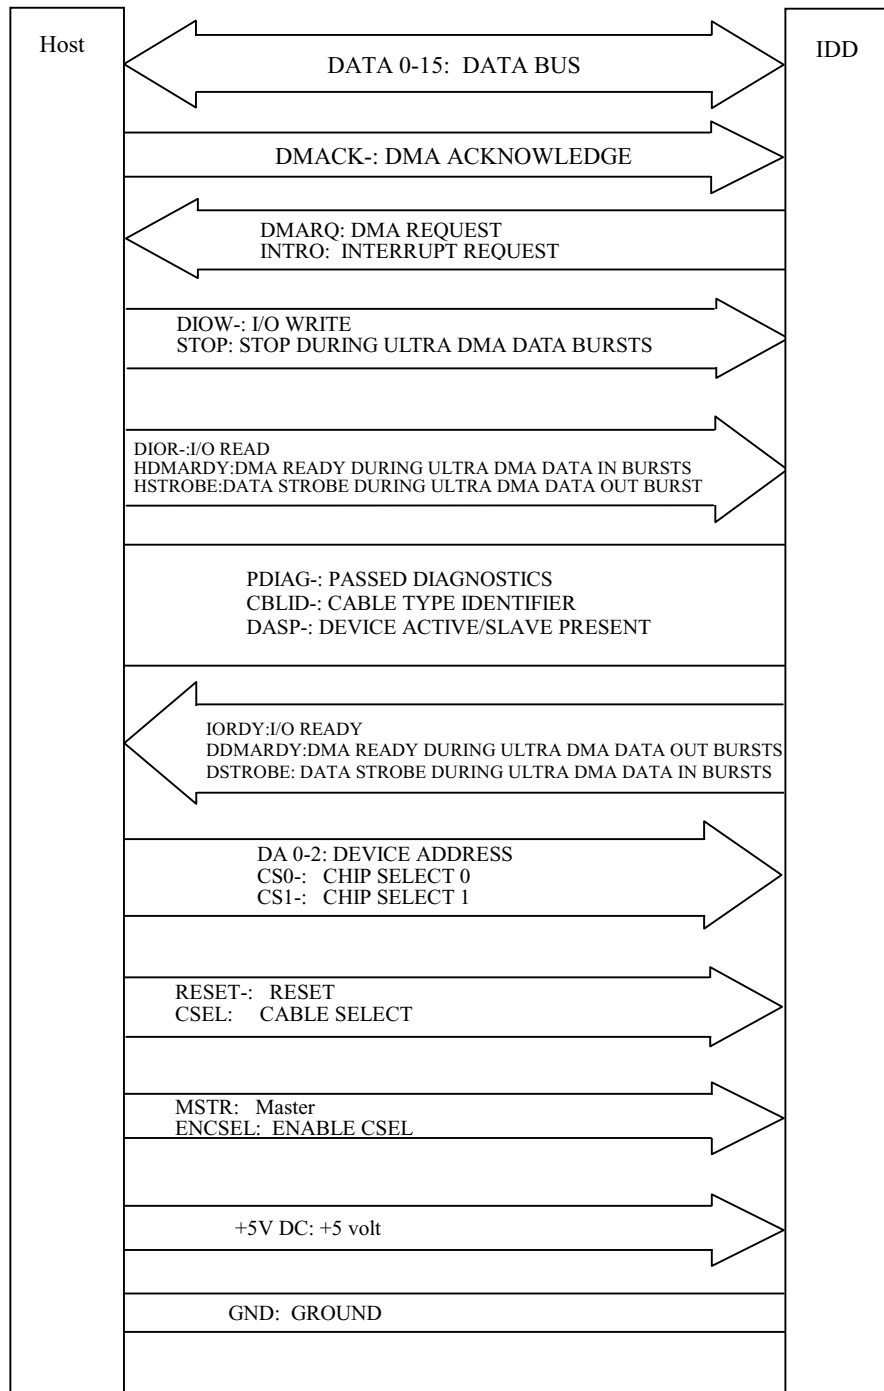 Host
IDD
DATA 0-15: DATA BUS
DMACK-: DMA ACKNOWLEDGE
DMARQ: DMA REQUEST
INTRO: INTERRUPT REQUEST
DIOW-: I/O WRITE
STOP: STOP DURING ULTRA DMA DATA BURSTS
DIOR-:I/O READ
HDMARDY:DMA READY DURING ULTRA DMA DATA IN BURSTS
HSTROBE:DATA STROBE DURING ULTRA DMA DATA OUT BURST
PDIAG-: PASSED DIAGNOSTICS
CBLID-: CABLE TYPE IDENTIFIER
DASP-: DEVICE ACTIVE/SLAVE PRESENT
IORDY:I/O READY
DDMARDY:DMA READY DURING ULTRA DMA DATA OUT BURSTS
DSTROBE: DATA STROBE DURING ULTRA DMA DATA IN BURSTS
DA 0-2: DEVICE ADDRESS
CS0-: CHIP SELECT 0
CS1-: CHIP SELECT 1
RESET-: RESET
CSEL: CABLE SELECT
MSTR: Master
ENCSEL: ENABLE CSEL
+5V DC: +5 volt
GND: GROUND